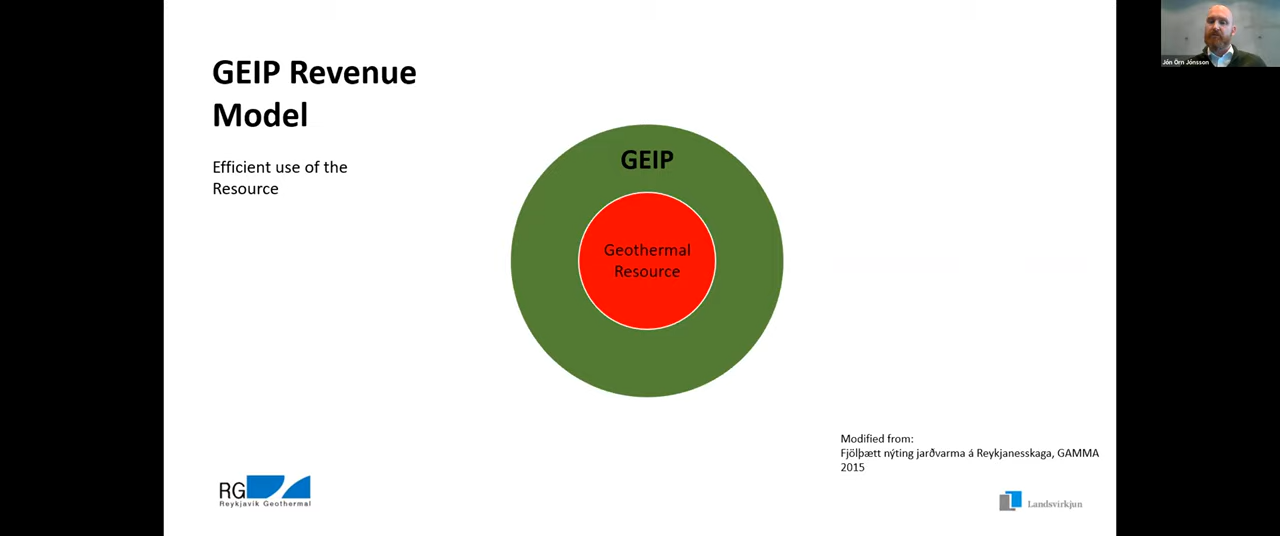 GEIP Revenue
Model
Efficient use of the
Resource
GEIP
Geothermal
Resource
Modified from:
Fjölþætt nýting jarðvarma á Reykjanesskaga, GAMMA
2015
RG
Reykjavik Geothermal
Landsvirkjun
Jón Örn Jónsson